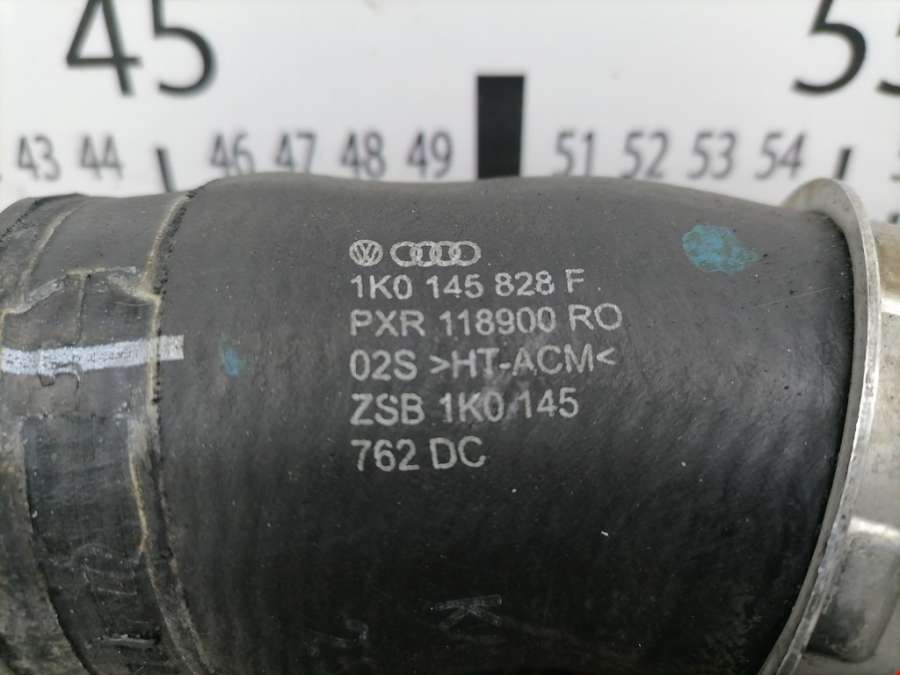 45 55
43 44 46 47 48 49 51 52 53 54
1K0 145 828 F
PXR 118900 RO
02S >HT-ACM<
ZSB 1K0 145
762 DC
K